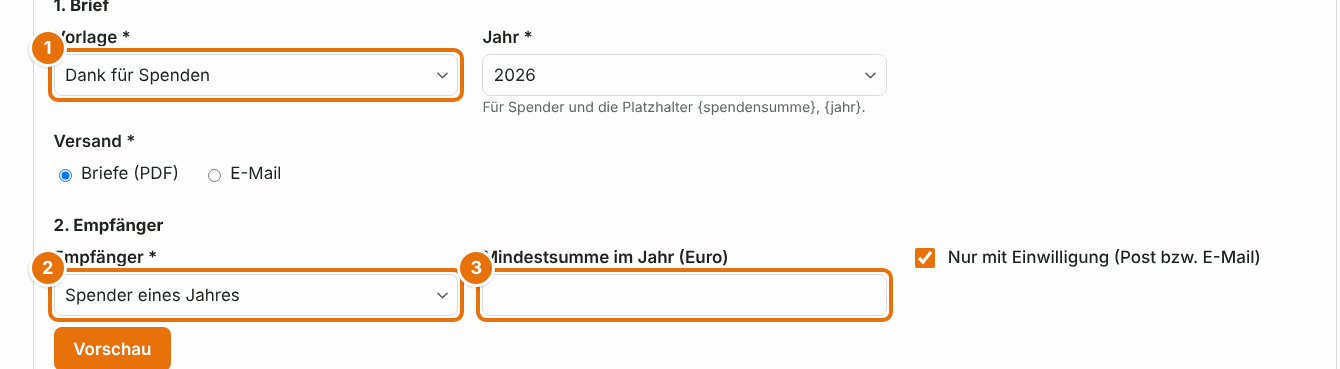 1. Brief
1
Vorlage *
Jahr *
Dank für Spenden
2026
Für Spender und die Platzhalter {spendensumme}, {jahr}.
Versand *
Briefe (PDF)
E-Mail
2. Empfänger
2
Empfänger *
3
Mindestsumme im Jahr (Euro)
Nur mit Einwilligung (Post bzw. E-Mail)
Spender eines Jahres
Vorschau